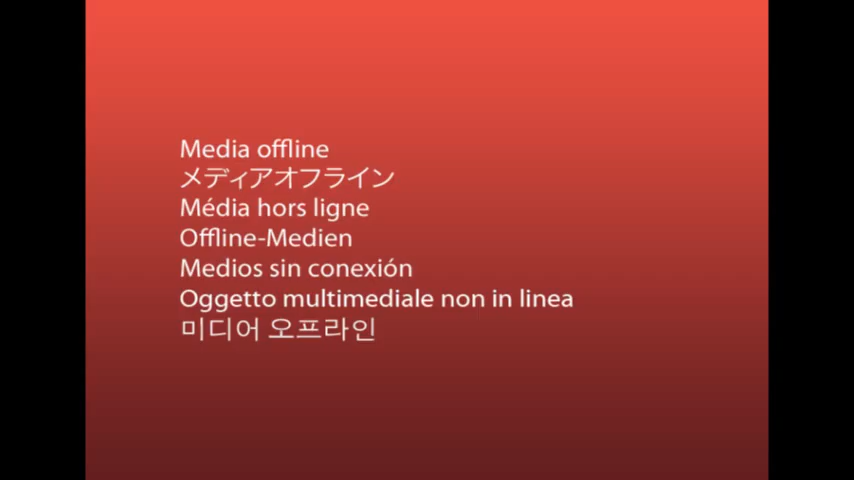 Media offline
メディアオフライン
Média hors ligne
Offline-Medien
Medios sin conexión
Oggetto multimediale non in linea
미디어 오프라인